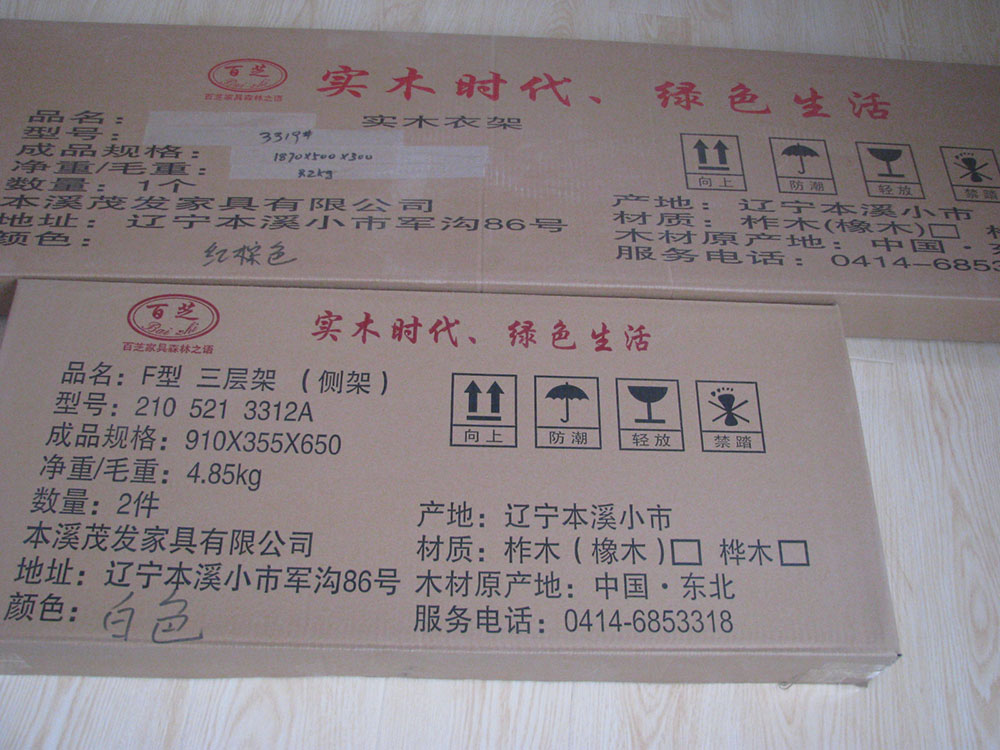 百芝
Bai zhi
百芝家具森林之语
实木时代、绿色生活
品名：实木衣架
型号：3319#
成品规格：1870X500X300
净重/毛重：32kg
数量：1个
本溪茂发家具有限公司
地址：辽宁本溪小市军沟86号
颜色：红棕色
向上
防潮
轻放
禁踏
产地：辽宁本溪小市
材质：柞木(橡木)□
木材原产地：中国·东
服务电话：0414-6853
百芝
Bai zhi
百芝家具森林之语
实木时代、绿色生活
品名：F型 三层架 （侧架）
型号：210 521 3312A
成品规格：910X355X650
净重/毛重：4.85kg
数量：2件
本溪茂发家具有限公司
地址：辽宁本溪小市军沟86号
颜色：白色
向上
防潮
轻放
禁踏
产地：辽宁本溪小市
材质：柞木（橡木）□ 桦木□
木材原产地：中国·东北
服务电话：0414-6853318